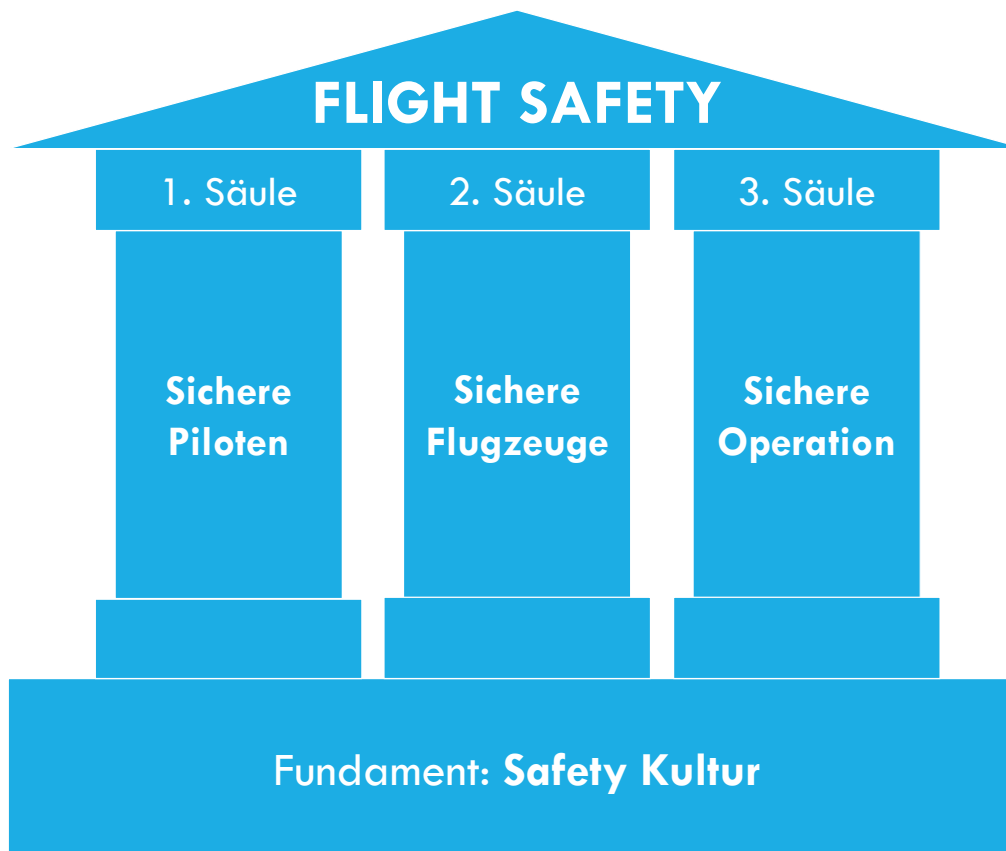 FLIGHT SAFETY
1. Säule
2. Säule
3. Säule
Sichere
Piloten
Sichere
Flugzeuge
Sichere
Operation
Fundament: Safety Kultur